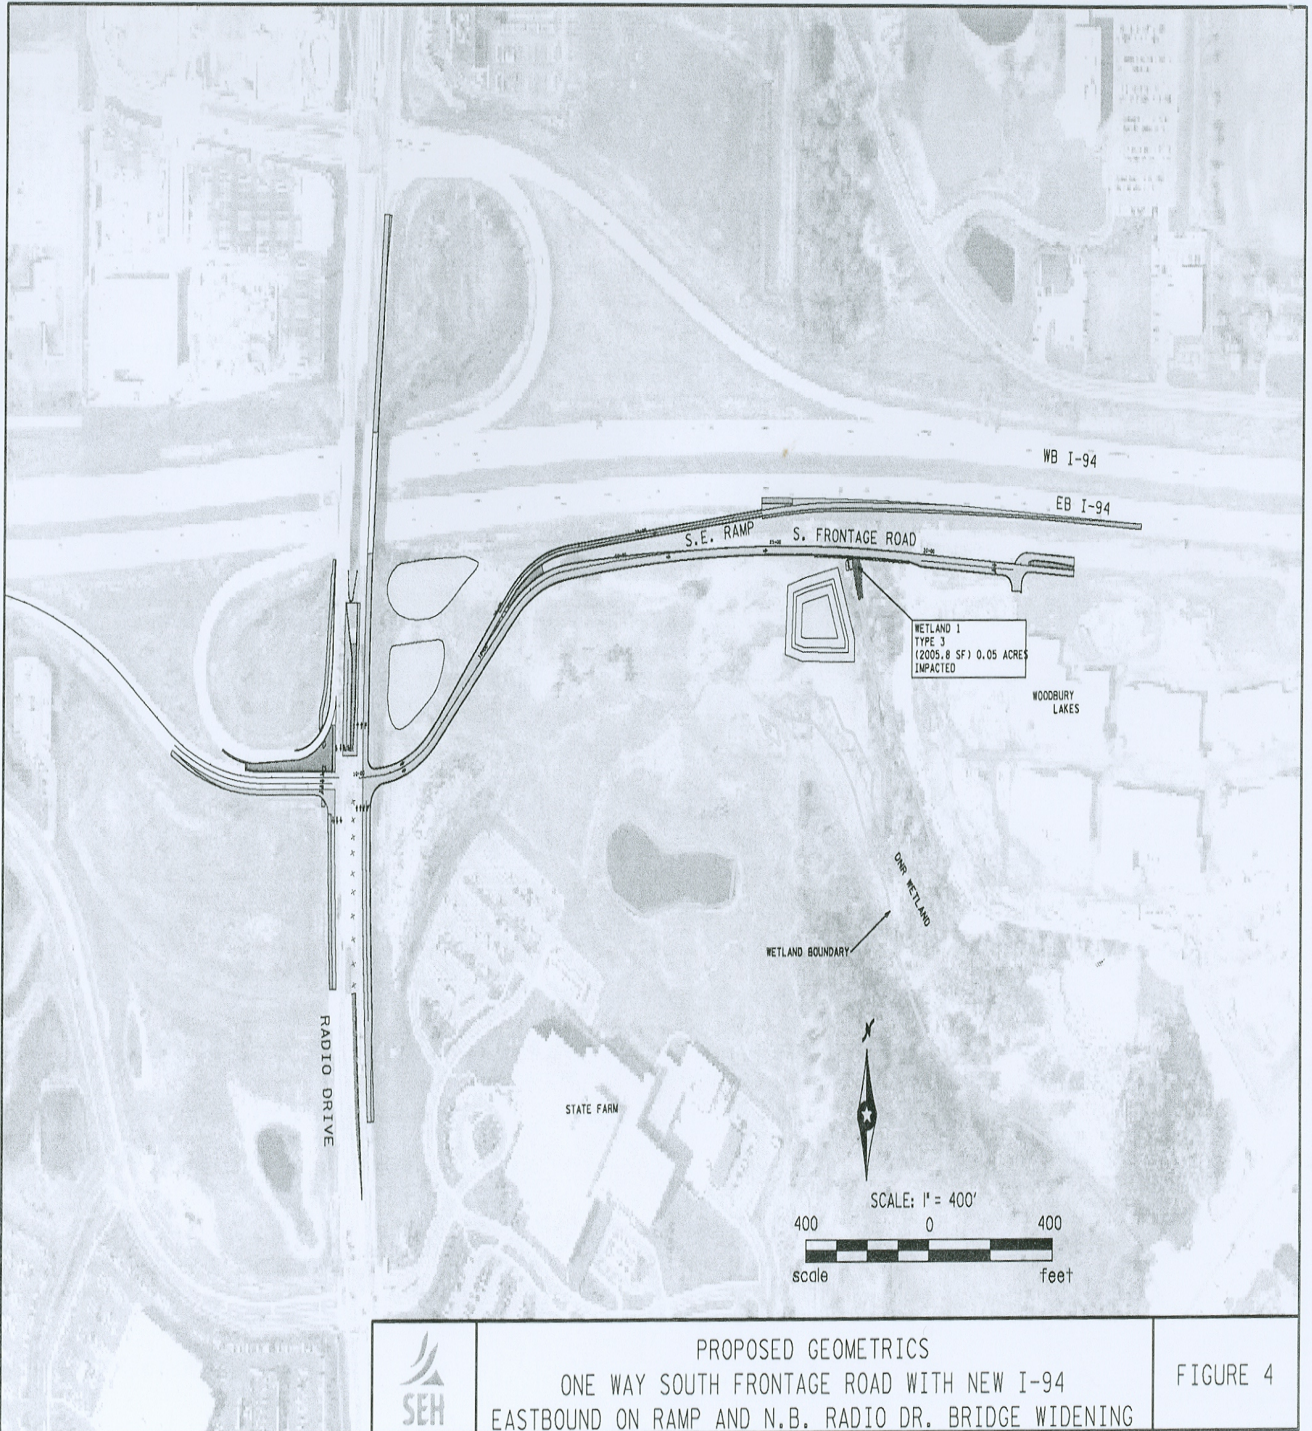 WB I-94
EB I-94
S.E. RAMP
S. FRONTAGE ROAD
WETLAND 1
TYPE 3
(2005.8 SF) 0.05 ACRES
IMPACTED
WOODBURY
LAKES
DNR WETLAND
WETLAND BOUNDARY
RADIO DRIVE
STATE FARM
N
SCALE: 1" = 400'
400 0 400
scale feet
SEH
PROPOSED GEOMETRICS
ONE WAY SOUTH FRONTAGE ROAD WITH NEW I-94
EASTBOUND ON RAMP AND N.B. RADIO DR. BRIDGE WIDENING
FIGURE 4